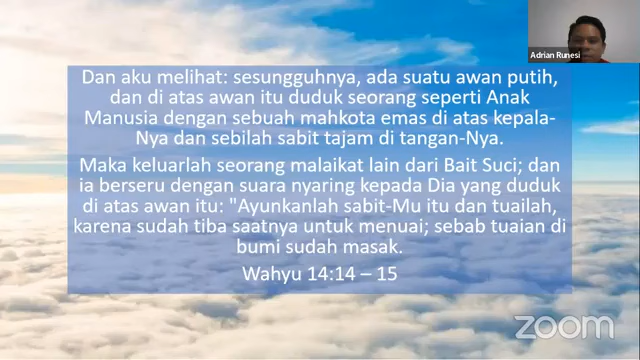 Adrian Runesi
Dan aku melihat: sesungguhnya, ada suatu awan putih,
dan di atas awan itu duduk seorang seperti Anak
Manusia dengan sebuah mahkota emas di atas kepala-
Nya dan sebilah sabit tajam di tangan-Nya.
Maka keluarlah seorang malaikat lain dari Bait Suci; dan
ia berseru dengan suara nyaring kepada Dia yang duduk
di atas awan itu: "Ayunkanlah sabit-Mu itu dan tuailah,
karena sudah tiba saatnya untuk menuai; sebab tuaian di
bumi sudah masak.
Wahyu 14:14 – 15
zoom